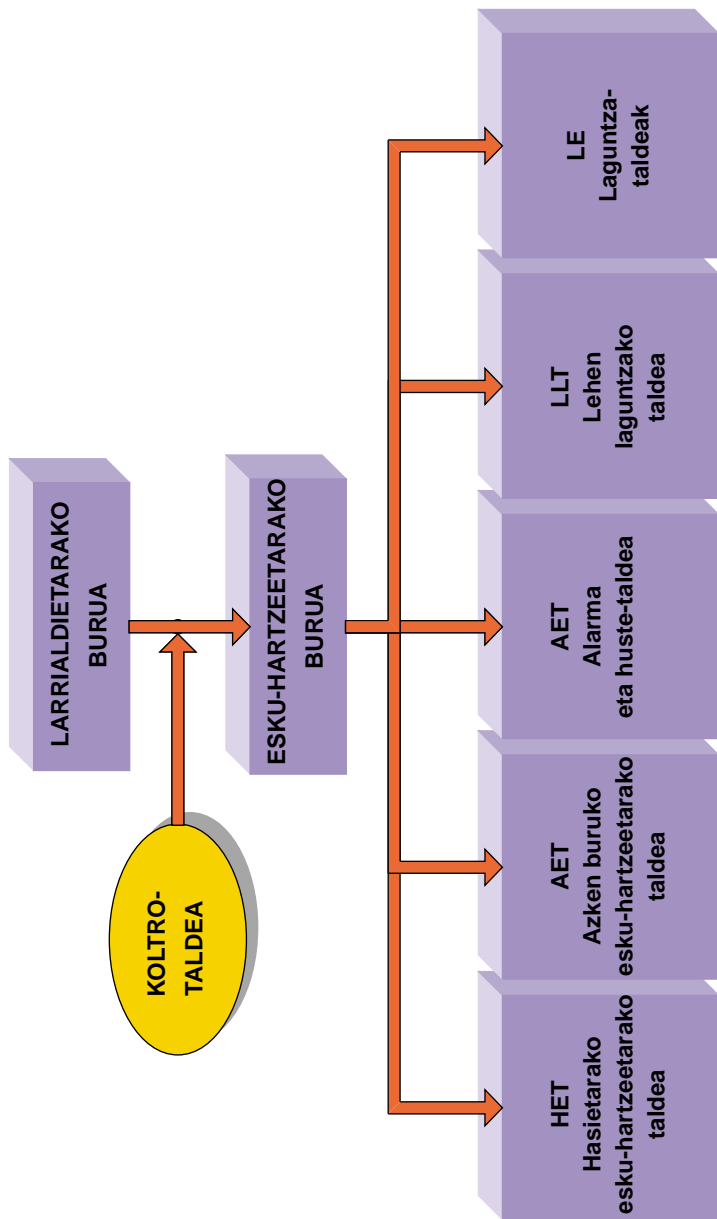 LARRIALDIETARAKO
BURUA
KOLTRO-
TALDEA
ESKU-HARTZEETARAKO
BURUA
HET
Hasietarako
esku-hartzeetarako
taldea
AET
Azken buruko
esku-hartzeetarako
taldea
AET
Alarma
eta huste-taldea
LLT
Lehen
laguntzako
taldea
LE
Laguntza-
taldeak